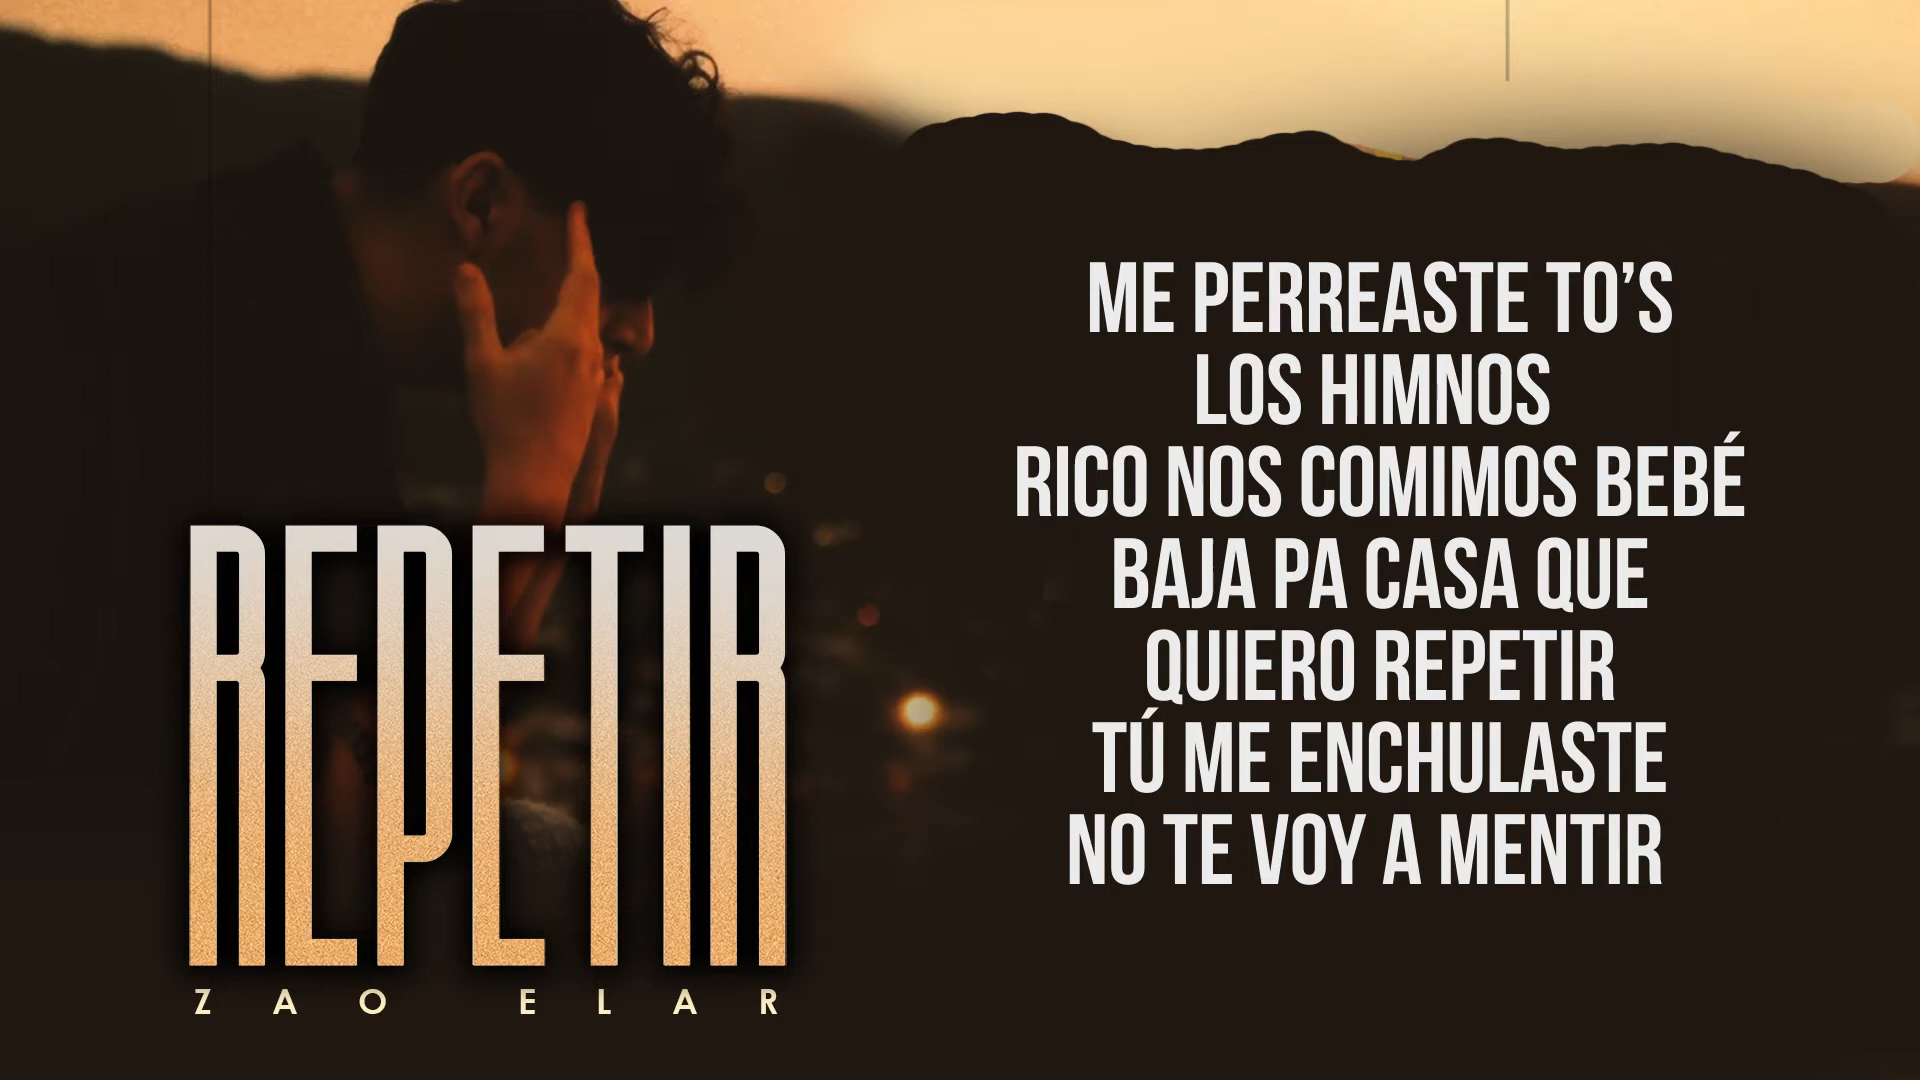 REPETIR
ZAO ELAR
ME PERREASTE TO'S
LOS HIMNOS
RICO NOS COMIMOS BEBÉ
BAJA PA CASA QUE
QUIERO REPETIR
TÚ ME ENCHULASTE
NO TE VOY A MENTIR